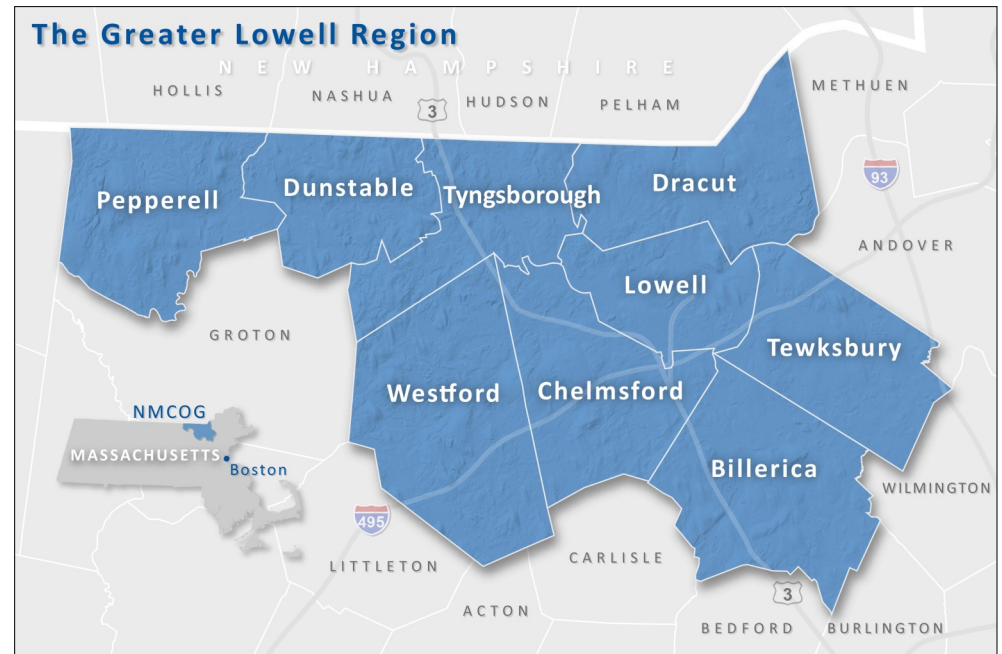 The Greater Lowell Region
NEW HAMPSHIRE
HOLLIS
NASHUA
3
HUDSON
PELHAM
METHUEN
93
Pepperell
Dunstable
Tyngsborough
Dracut
ANDOVER
Lowell
GROTON
Tewksbury
Westford
Chelmsford
NMCOG
MASSACHUSETTS
Boston
Billerica
WILMINGTON
495
LITTLETON
CARLISLE
3
ACTON
BEDFORD
BURLINGTON